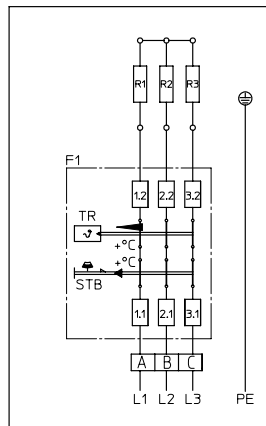 R1 R2 R3
F1
1.2 2.2 3.2
TR
+°C
+°C
STB
1.1 2.1 3.1
A B C
L1 L2 L3 PE